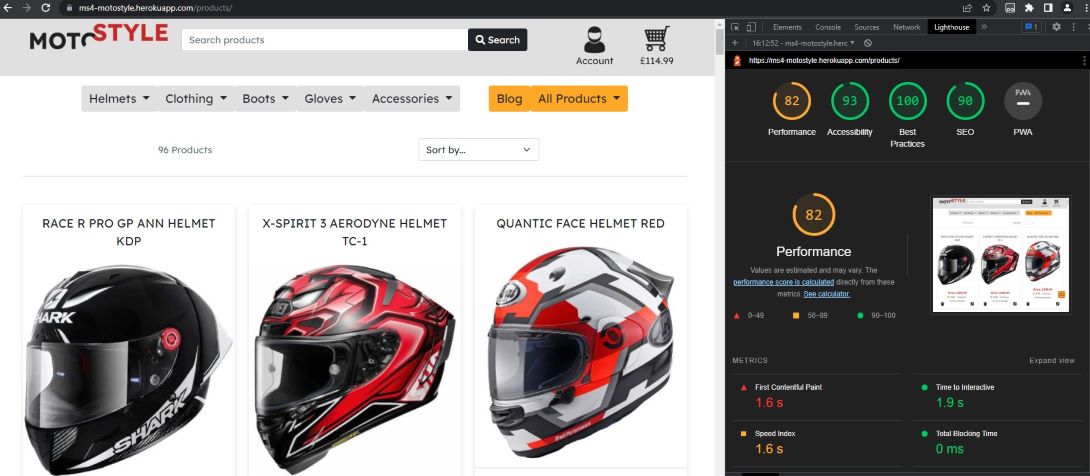 ms4-motostyle.herokuapp.com/products/
MOTOSTYLE
Search products
Search
Account
£114.99
Helmets
Clothing
Boots
Gloves
Accessories
Blog
All Products
96 Products
Sort by...
RACE R PRO GP ANN HELMET
KDP
X-SPIRIT 3 AERODYNE HELMET
TC-1
QUANTIC FACE HELMET RED
SHARK
SHARK
Arai
Elements
Console
Sources
Network
Lighthouse
1
16:12:52 - ms4-motostyle.herc
https://ms4-motostyle.herokuapp.com/products/
82
Performance
93
Accessibility
100
Best
Practices
90
SEO
PWA
PWA
82
Performance
Values are estimated and may vary. The
performance score is calculated directly from these
metrics. See calculator.
0–49
50–89
90–100
METRICS
Expand view
First Contentful Paint
1.6 s
Time to Interactive
1.9 s
Speed Index
1.6 s
Total Blocking Time
0 ms